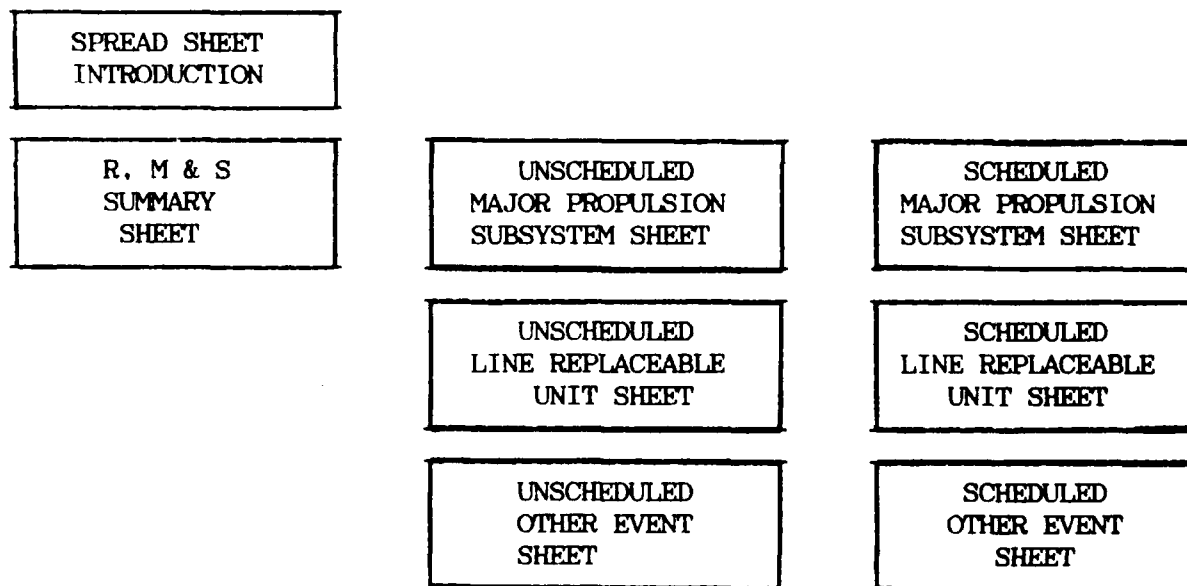 SPREAD SHEET
INTRODUCTION
R, M & S
SUMMARY
SHEET
UNSCHEDULED
MAJOR PROPULSION
SUBSYSTEM SHEET
SCHEDULED
MAJOR PROPULSION
SUBSYSTEM SHEET
UNSCHEDULED
LINE REPLACEABLE
UNIT SHEET
SCHEDULED
LINE REPLACEABLE
UNIT SHEET
UNSCHEDULED
OTHER EVENT
SHEET
SCHEDULED
OTHER EVENT
SHEET